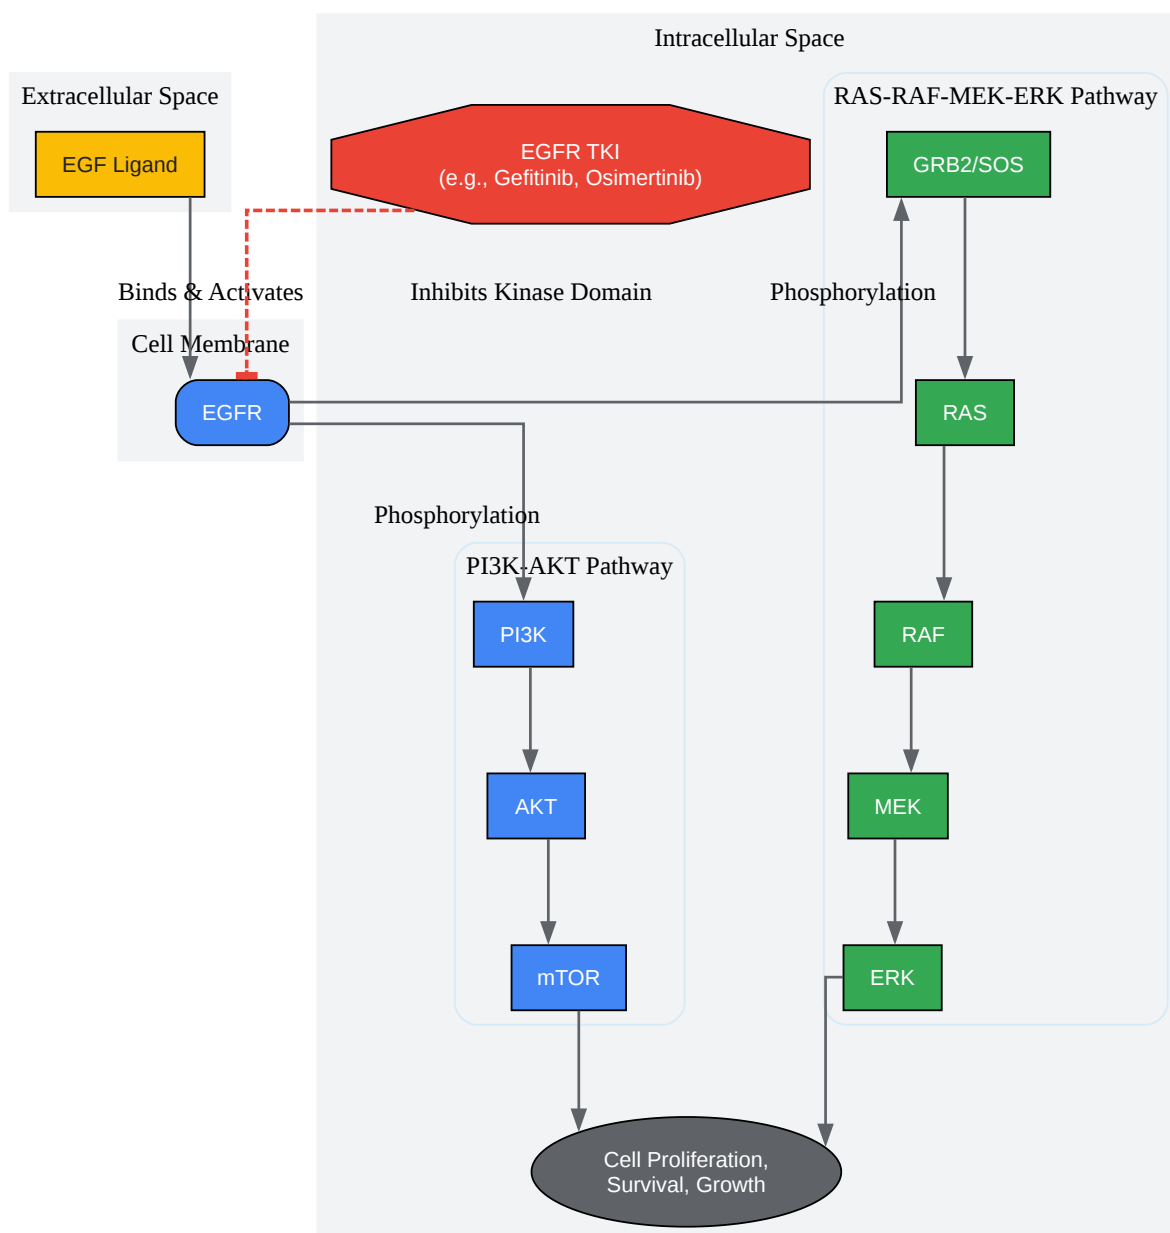 Intracellular Space
Extracellular Space
RAS-RAF-MEK-ERK Pathway
EGF Ligand
EGFR TKI
(e.g., Gefitinib, Osimertinib)
GRB2/SOS
Binds & Activates
Inhibits Kinase Domain
Phosphorylation
Cell Membrane
EGFR
RAS
Phosphorylation
PI3K-AKT Pathway
PI3K
RAF
AKT
MEK
mTOR
ERK
Cell Proliferation,
Survival, Growth